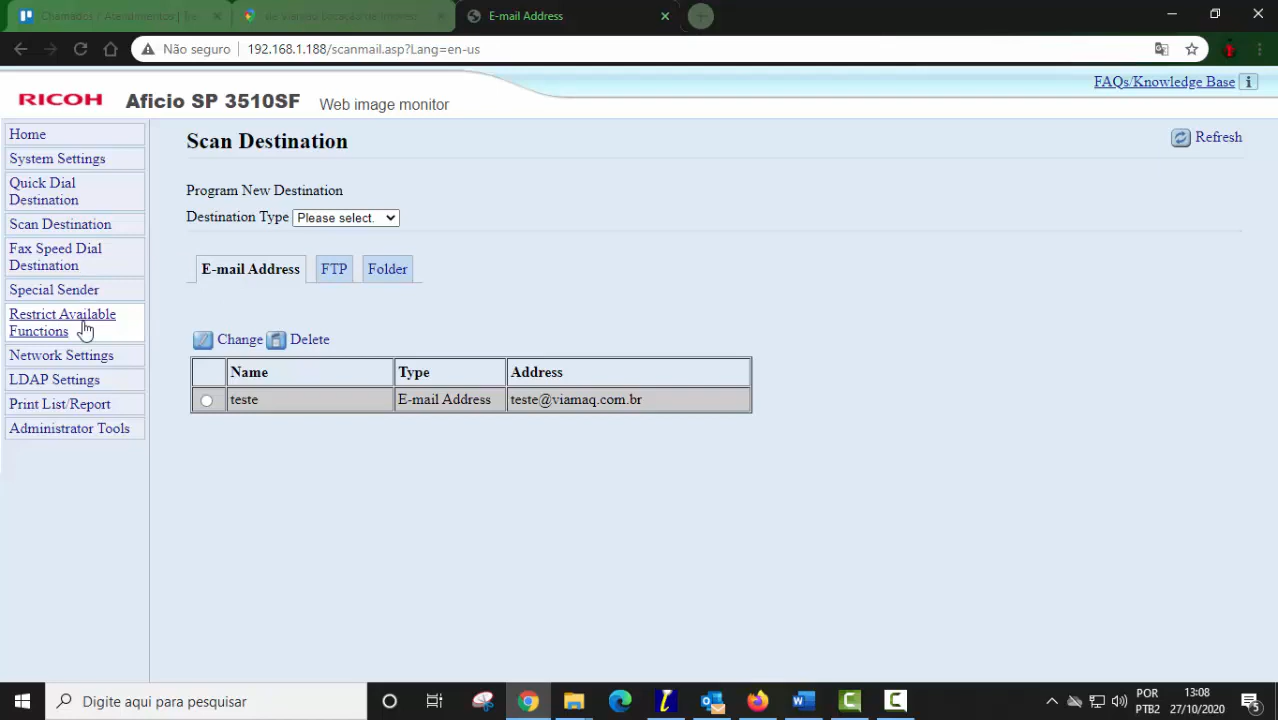 Chamados / Atendimentos | Tre
E-mail Address
Não seguro
192.168.1.188/scanmail.asp?Lang=en-us
FAQs/Knowledge Base
RICOH
Aficio SP 3510SF
Web image monitor
Home
System Settings
Quick Dial
Destination
Scan Destination
Fax Speed Dial
Destination
Special Sender
Restrict Available
Functions
Network Settings
LDAP Settings
Print List/Report
Administrator Tools
Scan Destination
Refresh
Program New Destination
Destination Type Please select.
E-mail Address FTP Folder
Change Delete
Name Type Address
teste E-mail Address teste@viamaq.com.br
Digite aqui para pesquisar
POR
PTB2
13:08
27/10/2020
5